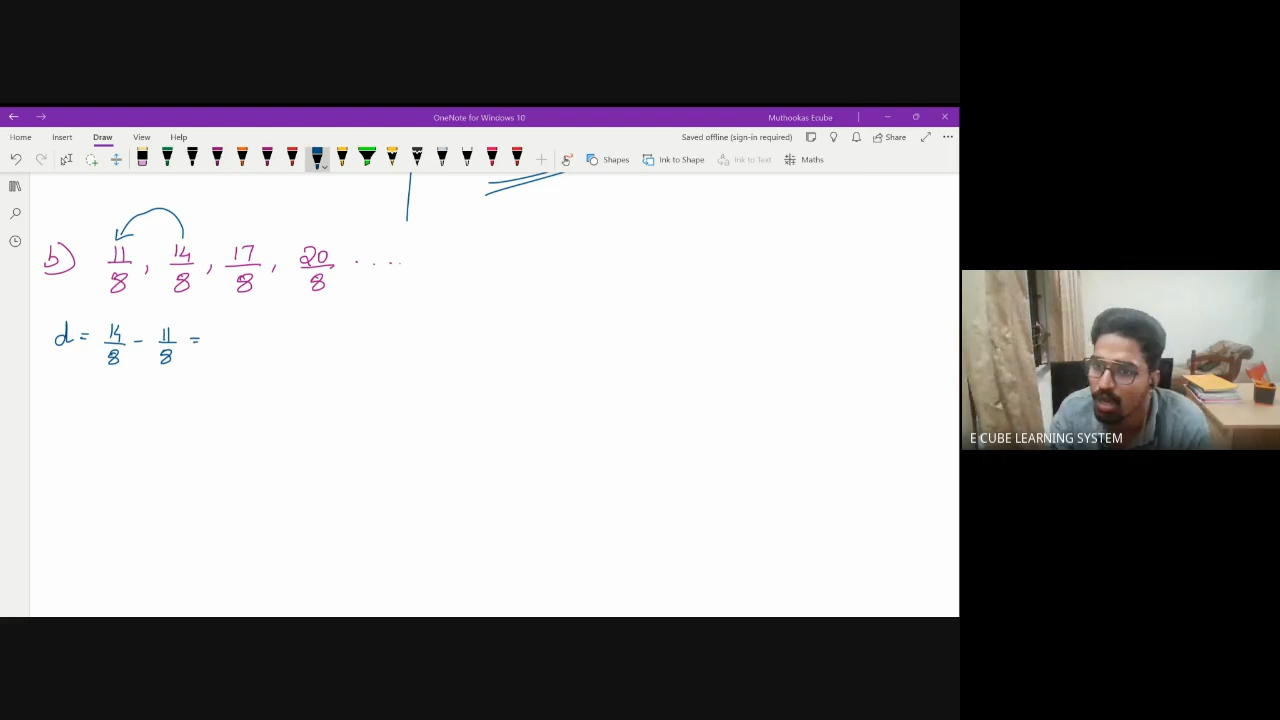 OneNote for Windows 10
Muthookas Ecube
Home Insert Draw View Help
Saved offline (sign-in required)
Share
Shapes
Ink to Shape
Ink to Text
Maths
b) 11/8, 14/8, 17/8, 20/8 .....
d = 14/8 - 11/8 =
E CUBE LEARNING SYSTEM